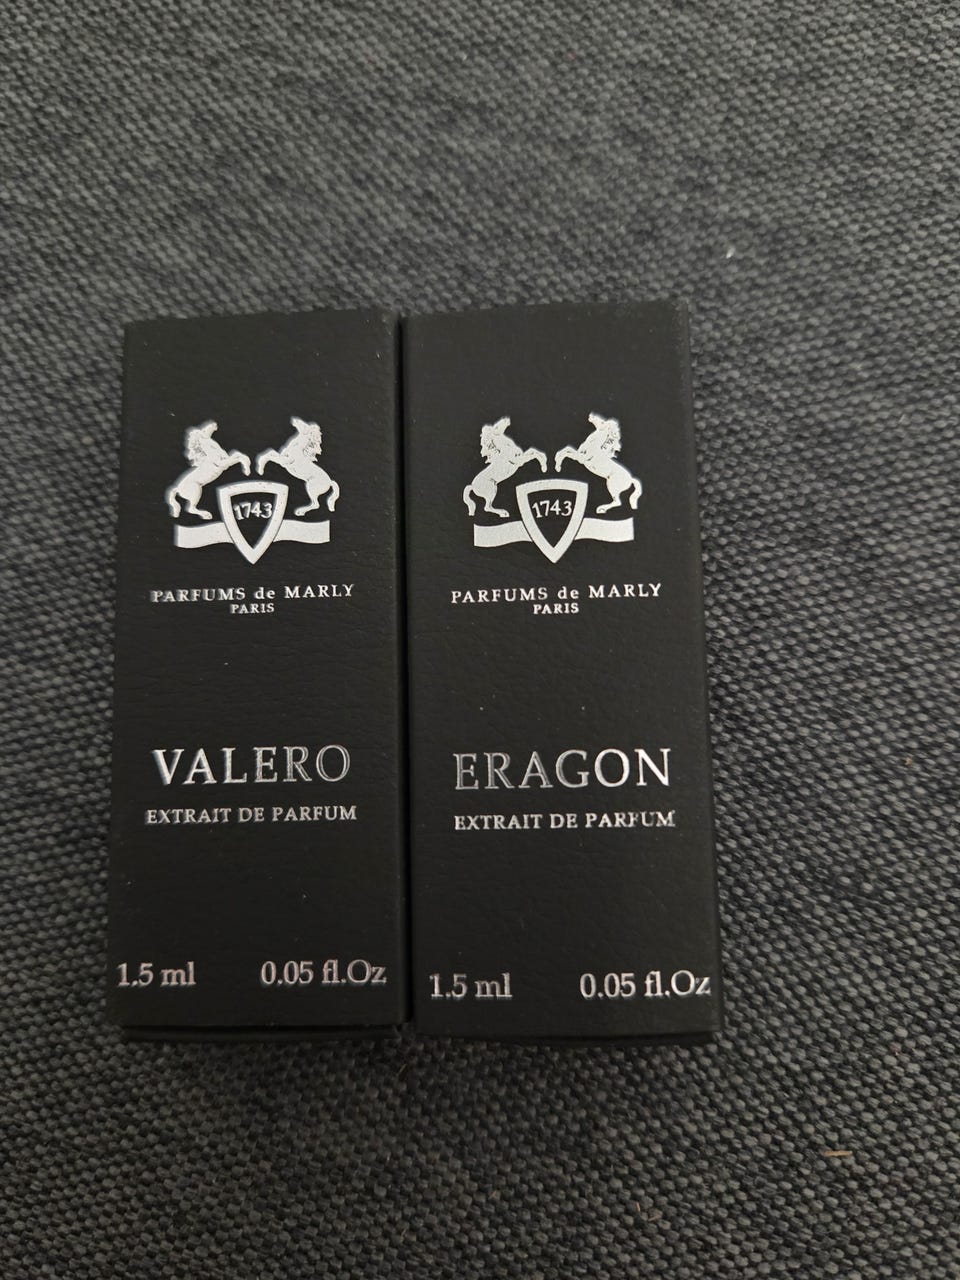 1743
PARFUMS de MARLY
PARIS
VALERO
EXTRAIT DE PARFUM
1.5 ml 0.05 fl.Oz
1743
PARFUMS de MARLY
PARIS
ERAGON
EXTRAIT DE PARFUM
1.5 ml 0.05 fl.Oz